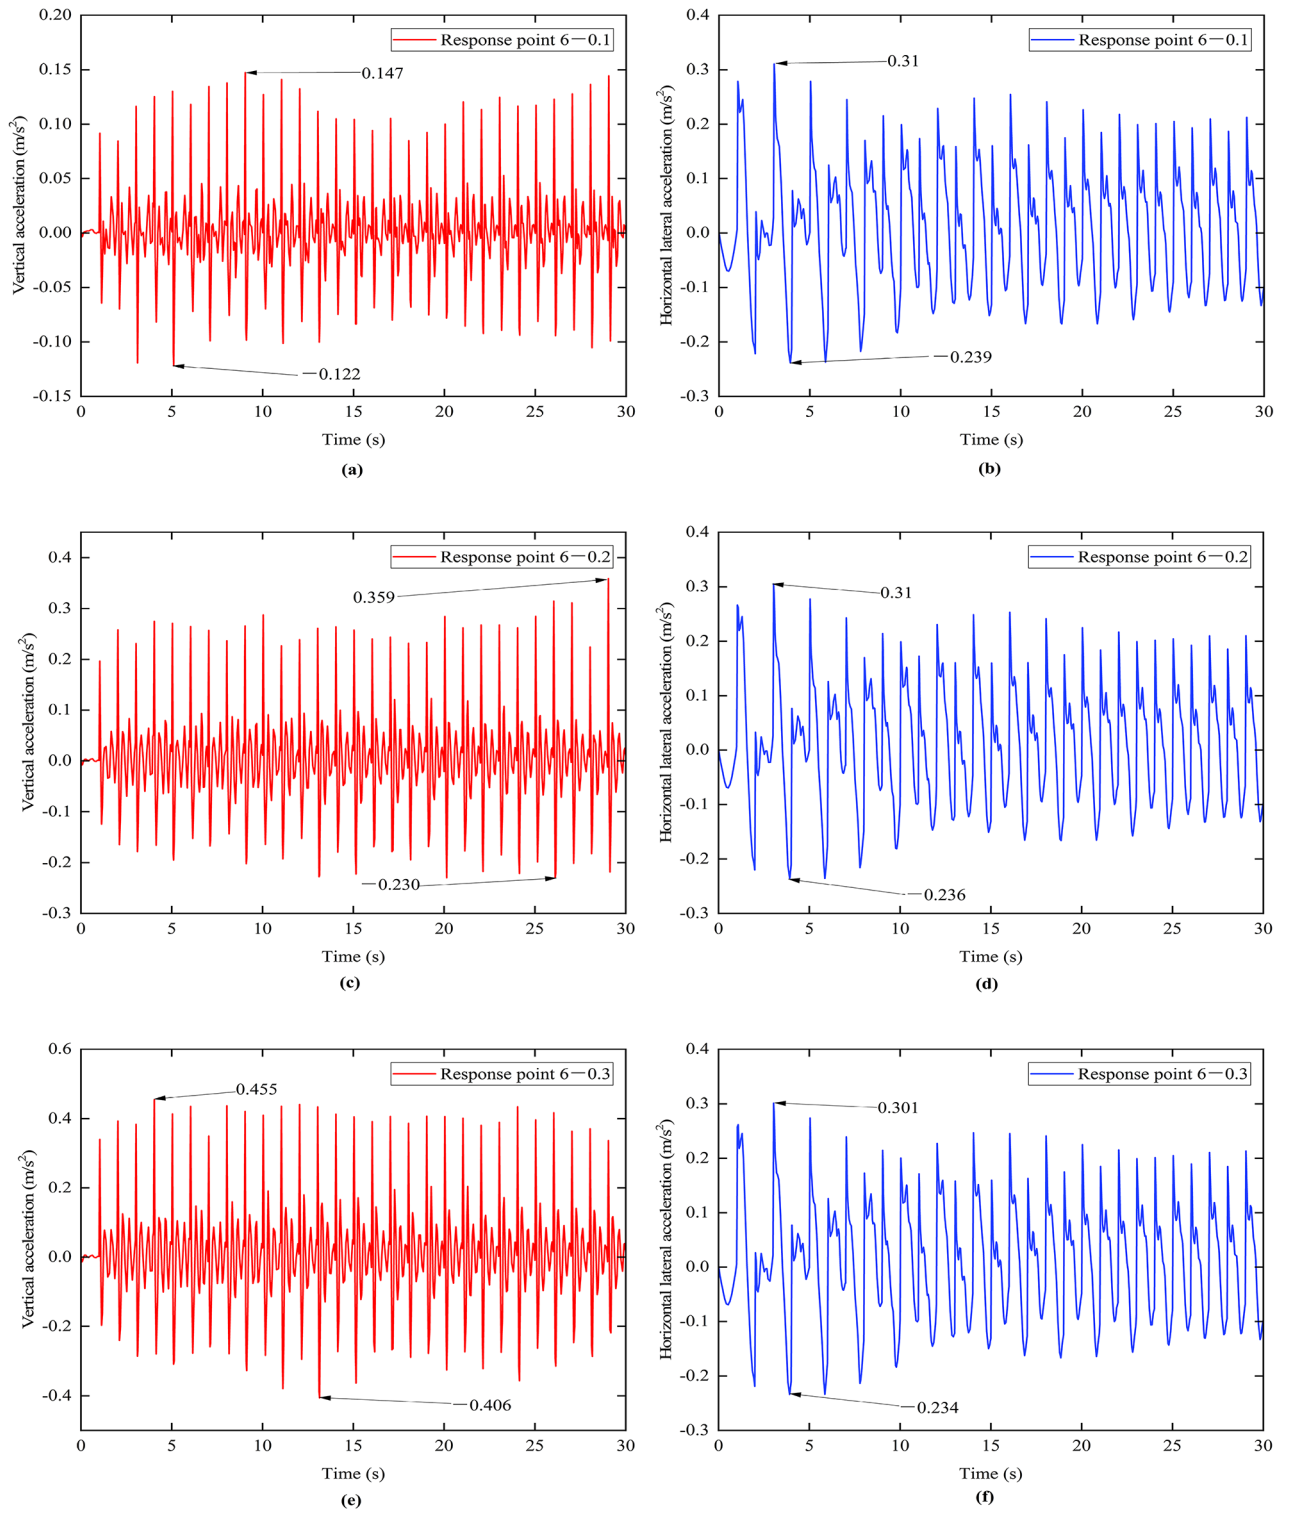 0.20
0.15
0.10
0.05
0.00
-0.05
-0.10
-0.15
Vertical acceleration (m/s²)
Response point 6—0.1
0.147
—0.122
0 5 10 15 20 25 30
Time (s)
(a)
0.4
0.3
0.2
0.1
0.0
-0.1
-0.2
-0.3
Horizontal lateral acceleration (m/s²)
Response point 6—0.1
0.31
—0.239
0 5 10 15 20 25 30
Time (s)
(b)
0.4
0.3
0.2
0.1
0.0
-0.1
-0.2
-0.3
Vertical acceleration (m/s²)
Response point 6—0.2
0.359
—0.230
0 5 10 15 20 25 30
Time (s)
(c)
0.4
0.3
0.2
0.1
0.0
-0.1
-0.2
-0.3
Horizontal lateral acceleration (m/s²)
Response point 6—0.2
0.31
—0.236
0 5 10 15 20 25 30
Time (s)
(d)
0.6
0.4
0.2
0.0
-0.2
-0.4
Vertical acceleration (m/s²)
Response point 6—0.3
0.455
—0.406
0 5 10 15 20 25 30
Time (s)
(e)
0.4
0.3
0.2
0.1
0.0
-0.1
-0.2
-0.3
Horizontal lateral acceleration (m/s²)
Response point 6—0.3
0.301
—0.234
0 5 10 15 20 25 30
Time (s)
(f)